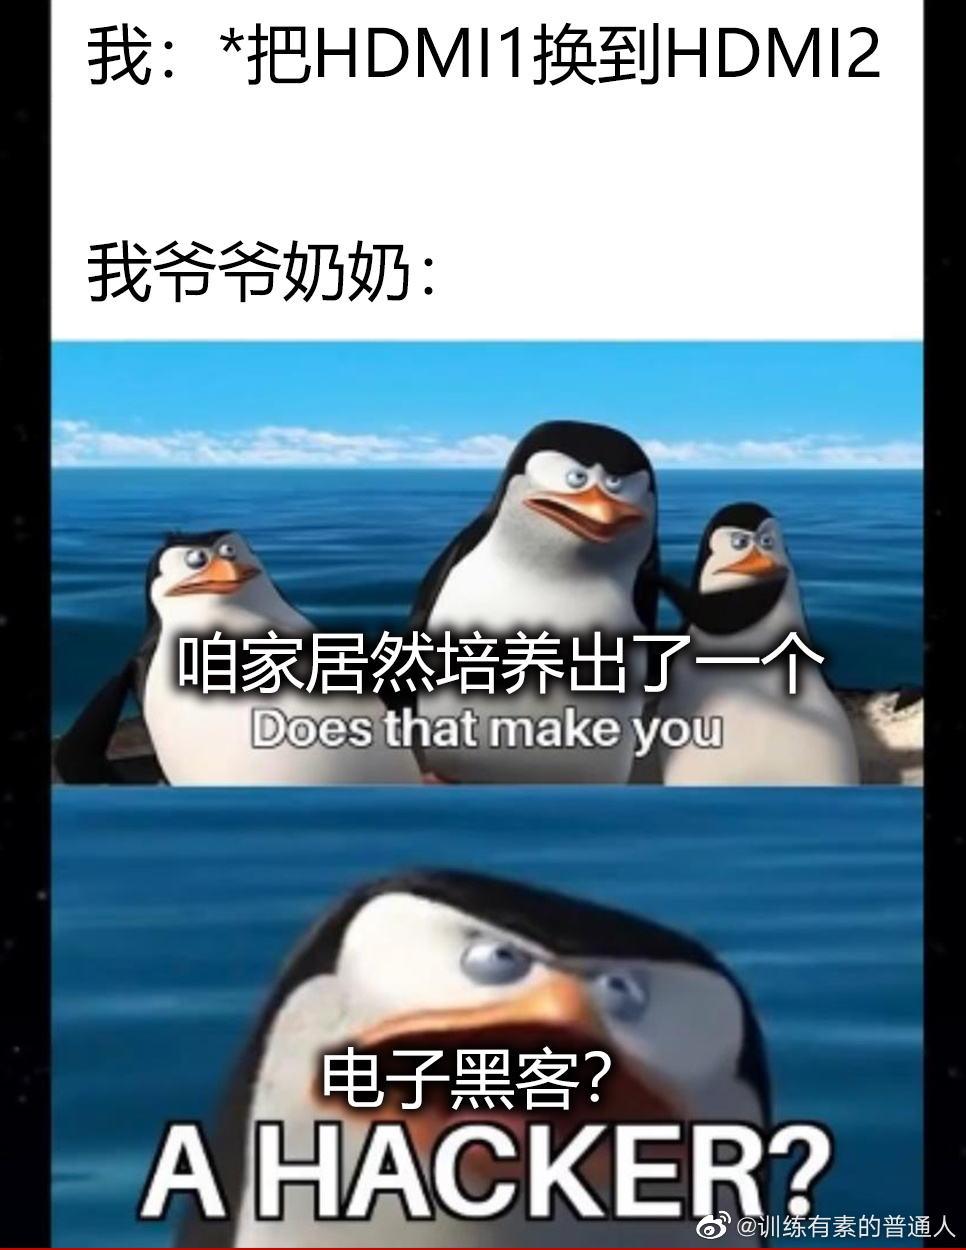 我：*把HDMI1换到HDMI2
我爷爷奶奶：
咱家居然培养出了一个
Does that make you
电子黑客？
A HACKER?
@训练有素的普通人